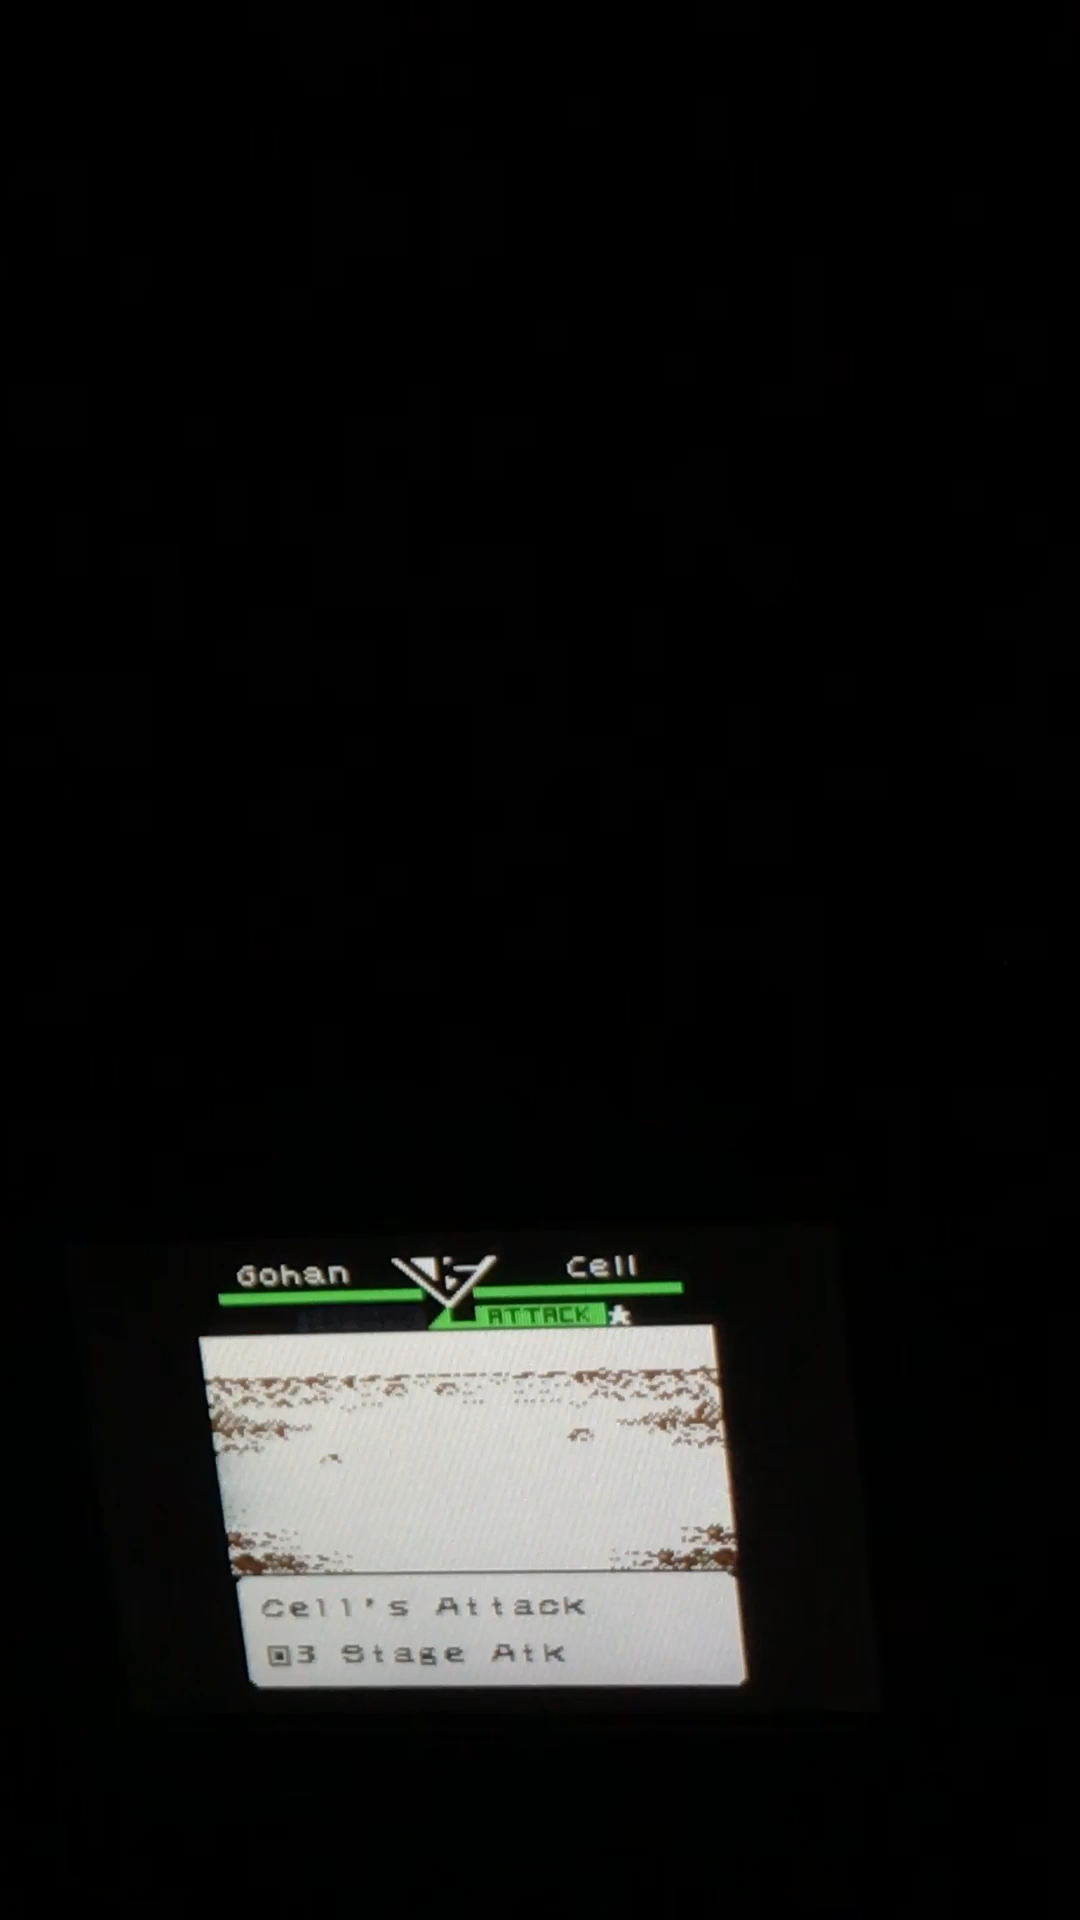 Gohan
Cell
ATTACK
Cell's Attack
3 Stage Atk